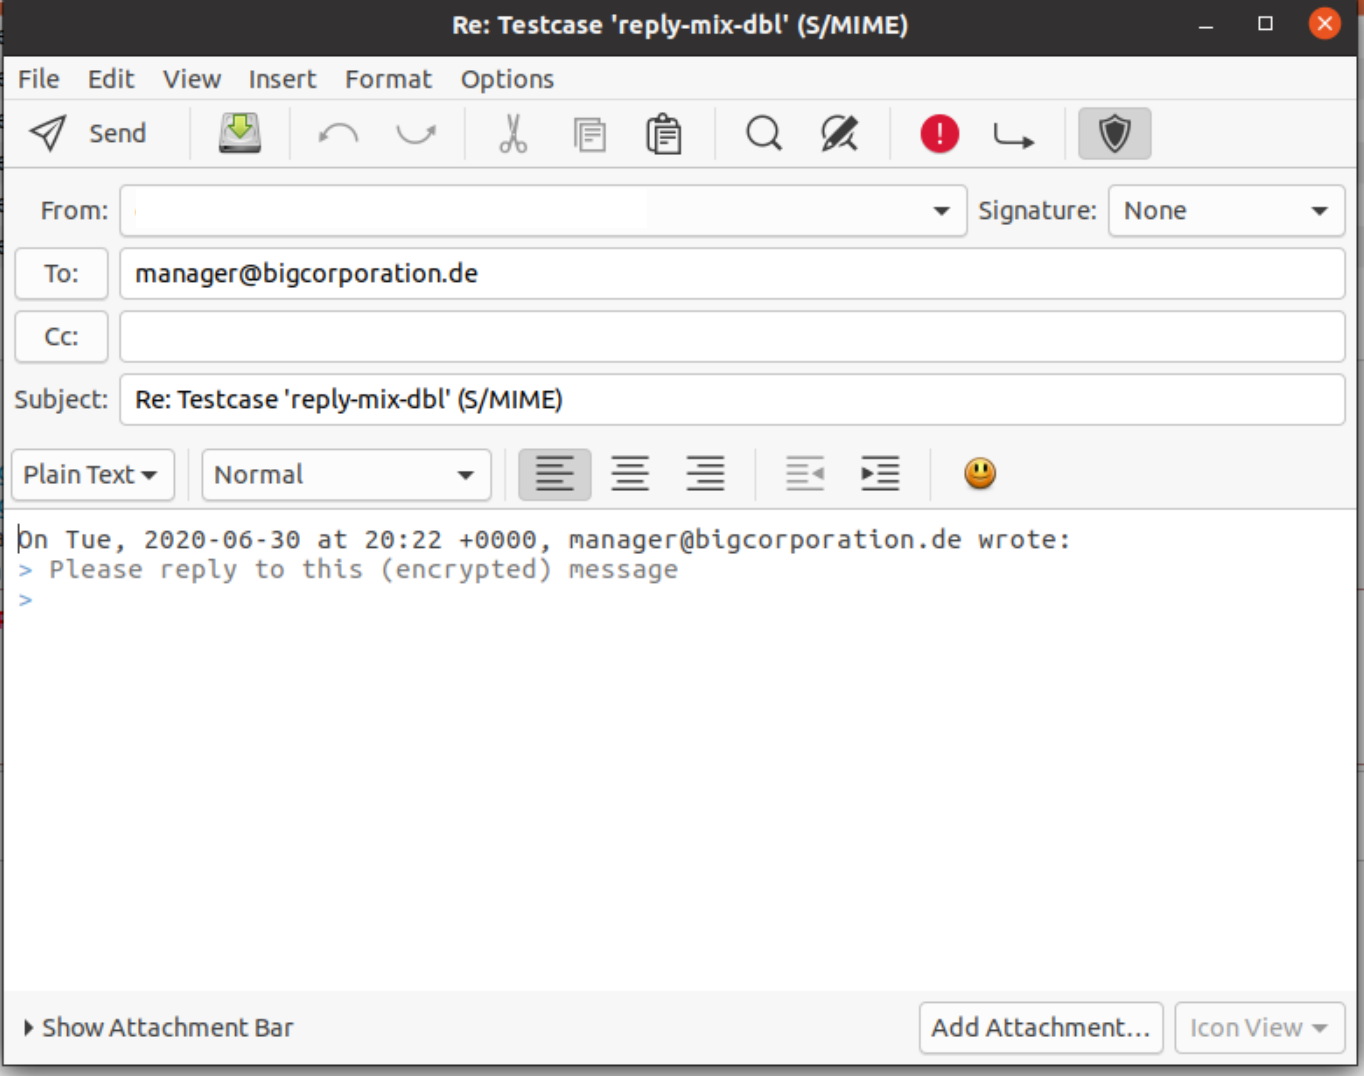 Re: Testcase 'reply-mix-dbl' (S/MIME)
File Edit View Insert Format Options
Send
From: Signature: None
To: manager@bigcorporation.de
Cc:
Subject: Re: Testcase 'reply-mix-dbl' (S/MIME)
Plain Text Normal
On Tue, 2020-06-30 at 20:22 +0000, manager@bigcorporation.de wrote:
> Please reply to this (encrypted) message
>
Show Attachment Bar Add Attachment... Icon View